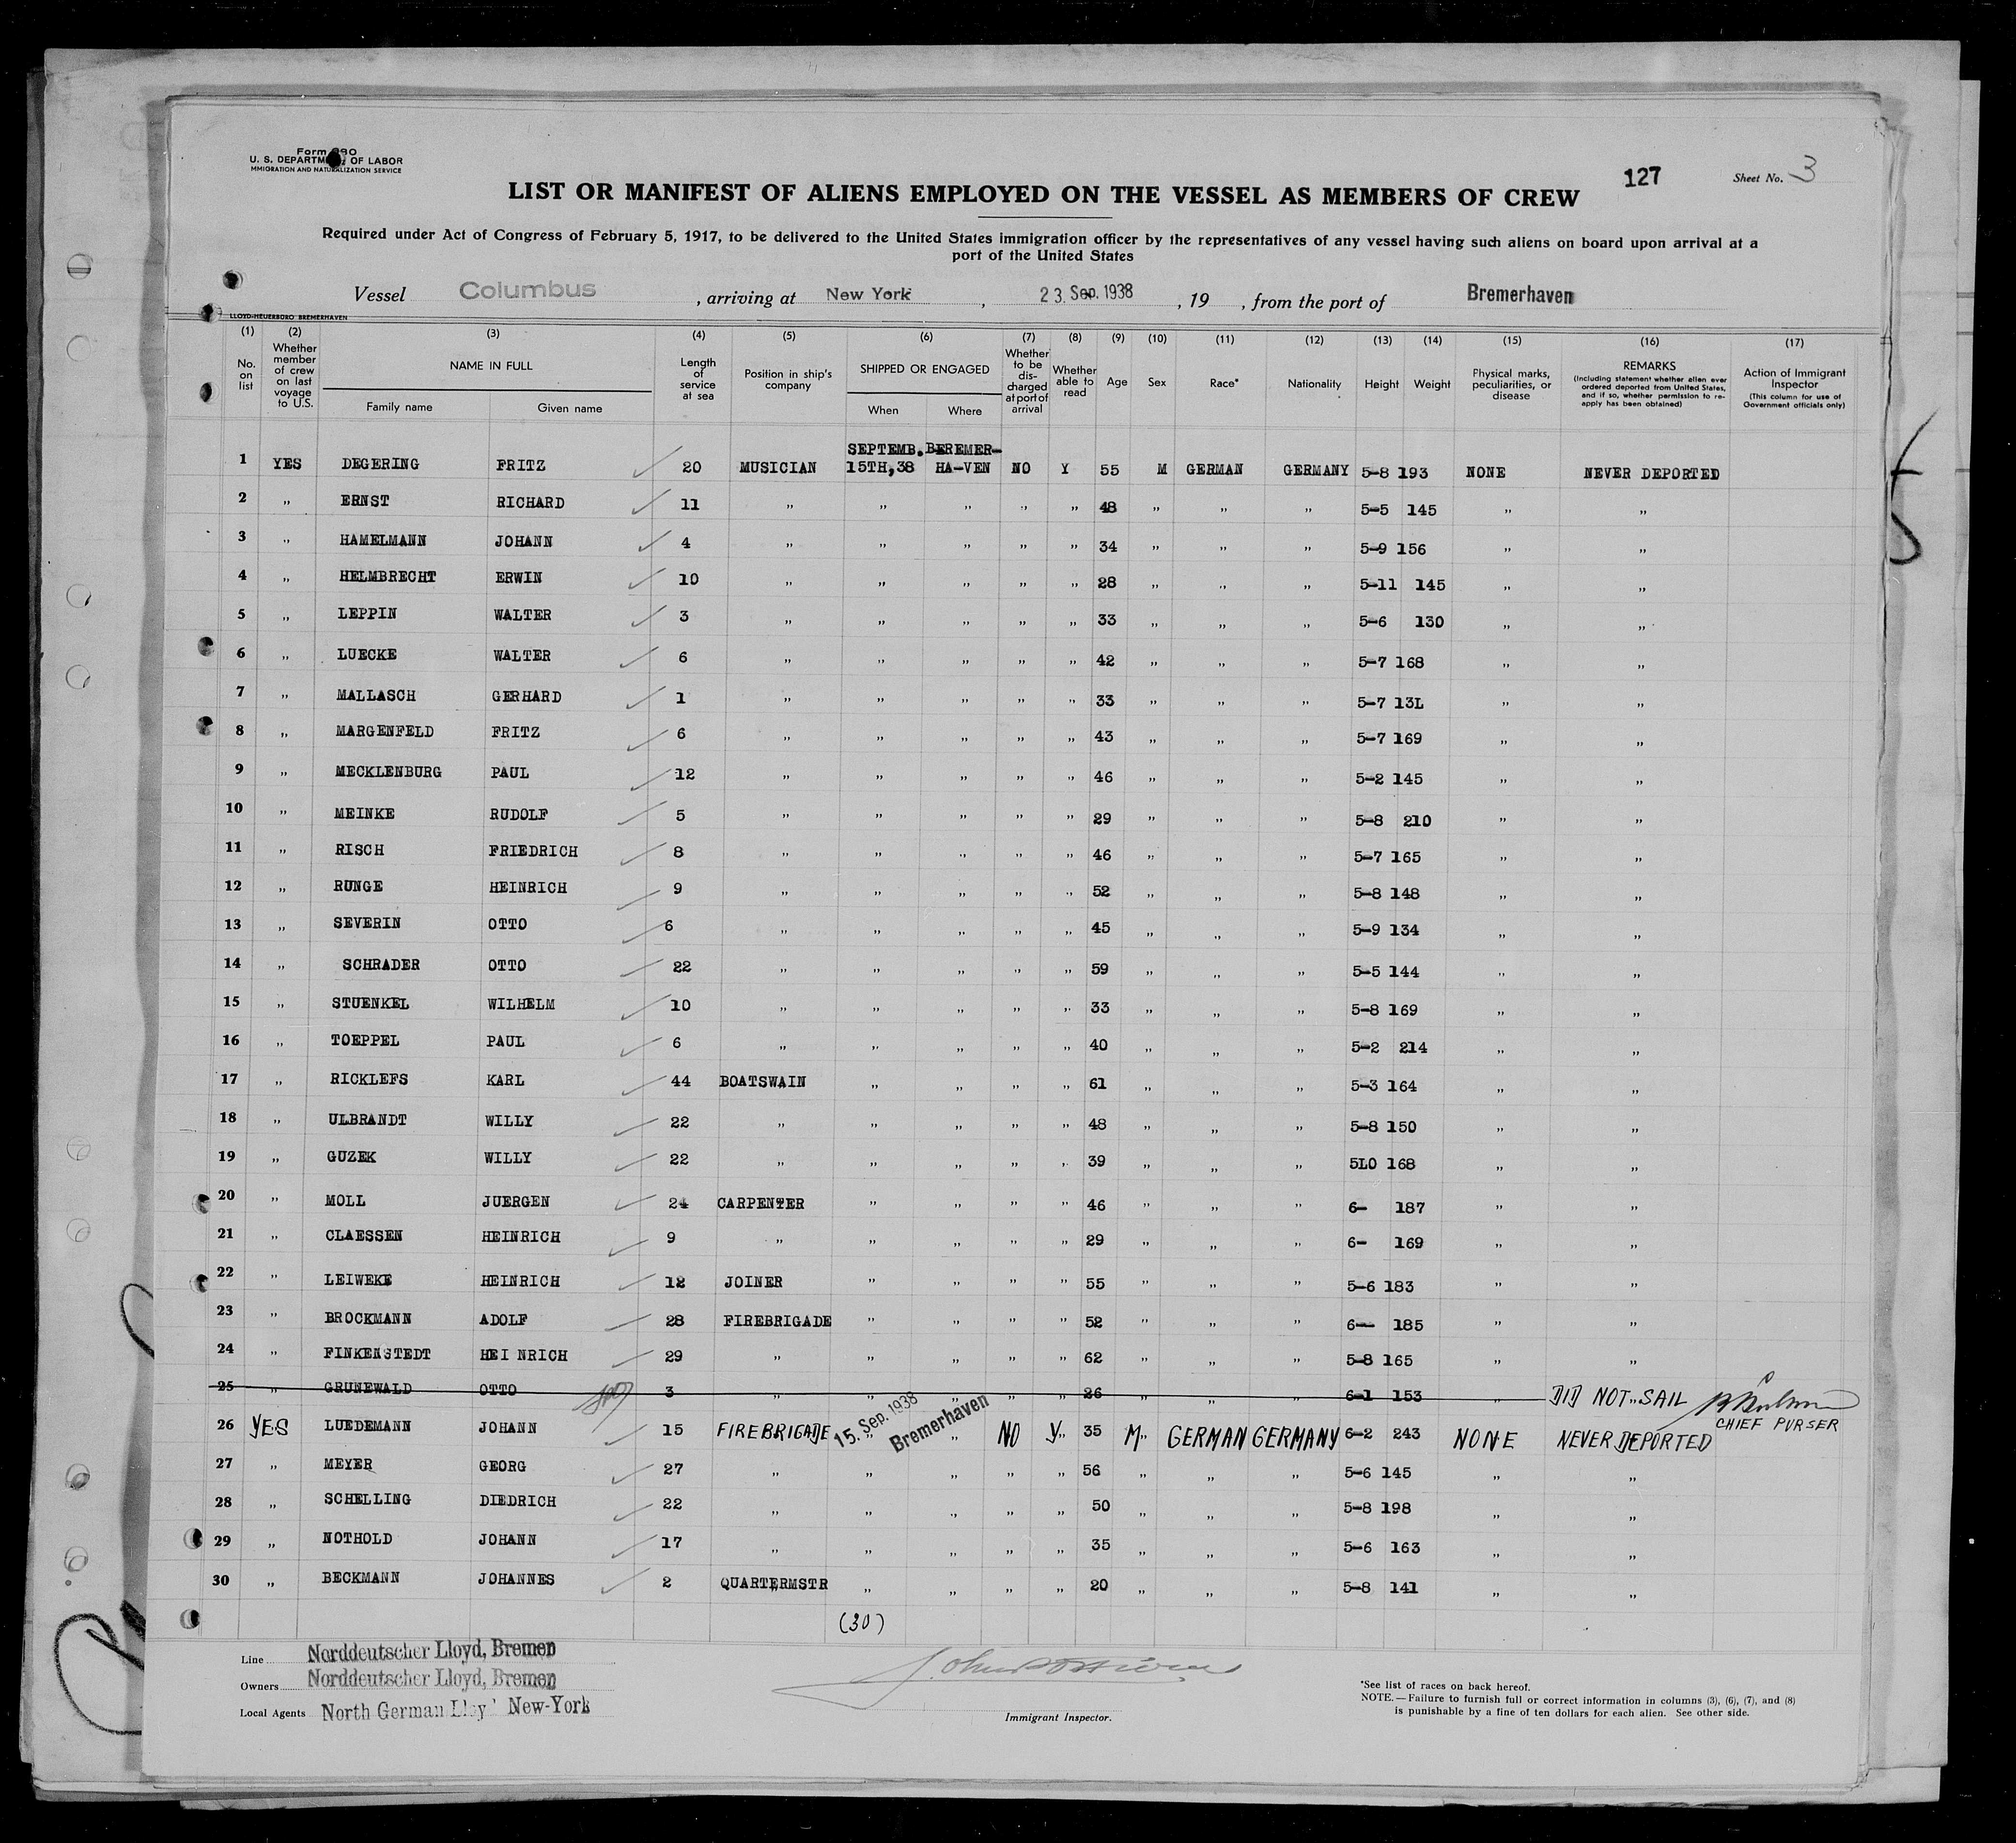 Form 680
U. S. DEPARTMENT OF LABOR
IMMIGRATION AND NATURALIZATION SERVICE
127
Sheet No. 3
LIST OR MANIFEST OF ALIENS EMPLOYED ON THE VESSEL AS MEMBERS OF CREW
Required under Act of Congress of February 5, 1917, to be delivered to the United States immigration officer by the representatives of any vessel having such aliens on board upon arrival at a
port of the United States
Vessel Columbus , arriving at New York , 23. Sep. 1938 , 19 , from the port of Bremerhaven
LLOYD-HEUERBÜRO BREMERHAVEN
(1) (2) (3) (4) (5) (6) (7) (8) (9) (10) (11) (12) (13) (14) (15) (16) (17)
No. on list
Whether member of crew on last voyage to U.S.
NAME IN FULL
Family name
Given name
Length of service at sea
Position in ship's company
SHIPPED OR ENGAGED
When
Where
Whether to be discharged at port of arrival
Whether able to read
Age
Sex
Race*
Nationality
Height
Weight
Physical marks, peculiarities, or disease
REMARKS
(Including statement whether alien ever ordered deported from United States, and if so, whether permission to re-apply has been obtained)
Action of Immigrant Inspector
(This column for use of Government officials only)
SEPTEMB. BEREMER-
1 YES DEGERING FRITZ 20 MUSICIAN 15TH,38 HA-VEN NO Y 55 M GERMAN GERMANY 5-8 193 NONE NEVER DEPORTED
2 ,, ERNST RICHARD 11 ,, ,, ,, ,, ,, 48 ,, ,, ,, 5-5 145 ,, ,,
3 ,, HAMELMANN JOHANN 4 ,, ,, ,, ,, ,, 34 ,, ,, ,, 5-9 156 ,, ,,
4 ,, HELMBRECHT ERWIN 10 ,, ,, ,, ,, ,, 28 ,, ,, ,, 5-11 145 ,, ,,
5 ,, LEPPIN WALTER 3 ,, ,, ,, ,, ,, 33 ,, ,, ,, 5-6 130 ,, ,,
6 ,, LUECKE WALTER 6 ,, ,, ,, ,, ,, 42 ,, ,, ,, 5-7 168 ,, ,,
7 ,, MALLASCH GERHARD 1 ,, ,, ,, ,, ,, 33 ,, ,, ,, 5-7 13L ,, ,,
8 ,, MARGENFELD FRITZ 6 ,, ,, ,, ,, ,, 43 ,, ,, ,, 5-7 169 ,, ,,
9 ,, MECKLENBURG PAUL 12 ,, ,, ,, ,, ,, 46 ,, ,, ,, 5-2 145 ,, ,,
10 ,, MEINKE RUDOLF 5 ,, ,, ,, ,, ,, 29 ,, ,, ,, 5-8 210 ,, ,,
11 ,, RISCH FRIEDRICH 8 ,, ,, ,, ,, ,, 46 ,, ,, ,, 5-7 165 ,, ,,
12 ,, RUNGE HEINRICH 9 ,, ,, ,, ,, ,, 52 ,, ,, ,, 5-8 148 ,, ,,
13 ,, SEVERIN OTTO 6 ,, ,, ,, ,, ,, 45 ,, ,, ,, 5-9 134 ,, ,,
14 ,, SCHRADER OTTO 22 ,, ,, ,, ,, ,, 59 ,, ,, ,, 5-5 144 ,, ,,
15 ,, STUENKEL WILHELM 10 ,, ,, ,, ,, ,, 33 ,, ,, ,, 5-8 169 ,, ,,
16 ,, TOEPPEL PAUL 6 ,, ,, ,, ,, ,, 40 ,, ,, ,, 5-2 214 ,, ,,
17 ,, RICKLEFS KARL 44 BOATSWAIN ,, ,, ,, ,, 61 ,, ,, ,, 5-3 164 ,, ,,
18 ,, ULBRANDT WILLY 22 ,, ,, ,, ,, ,, 48 ,, ,, ,, 5-8 150 ,, ,,
19 ,, GUZEK WILLY 22 ,, ,, ,, ,, ,, 39 ,, ,, ,, 5L0 168 ,, ,,
20 ,, MOLL JUERGEN 24 CARPENTER ,, ,, ,, ,, 46 ,, ,, ,, 6- 187 ,, ,,
21 ,, CLAESSEN HEINRICH 9 ,, ,, ,, ,, ,, 29 ,, ,, ,, 6- 169 ,, ,,
22 ,, LEIWEKE HEINRICH 12 JOINER ,, ,, ,, ,, 55 ,, ,, ,, 5-6 183 ,, ,,
23 ,, BROCKMANN ADOLF 28 FIREBRIGADE ,, ,, ,, ,, 52 ,, ,, ,, 6- 185 ,, ,,
24 ,, FINKENSTEDT HEI NRICH 29 ,, ,, ,, ,, ,, 62 ,, ,, ,, 5-8 165 ,, ,,
25 ,, GRUNEWALD OTTO 3 ,, ,, ,, ,, ,, 26 ,, ,, ,, 6-1 153 ,, DID NOT SAIL
CHIEF PURSER
26 YES LUEDEMANN JOHANN 15 FIREBRIGADE 15. Sep. 1938 Bremerhaven NO Y 35 M GERMAN GERMANY 6-2 243 NONE NEVER DEPORTED
27 ,, MEYER GEORG 27 ,, ,, ,, ,, ,, 56 ,, ,, ,, 5-6 145 ,, ,,
28 ,, SCHELLING DIEDRICH 22 ,, ,, ,, ,, ,, 50 ,, ,, ,, 5-8 198 ,, ,,
29 ,, NOTHOLD JOHANN 17 ,, ,, ,, ,, ,, 35 ,, ,, ,, 5-6 163 ,, ,,
30 ,, BECKMANN JOHANNES 2 QUARTERMSTR ,, ,, ,, ,, 20 ,, ,, ,, 5-8 141 ,, ,,
(30)
Line Norddeutscher Lloyd, Bremen
Owners Norddeutscher Lloyd, Bremen
Local Agents North German Lloyd New-York
Immigrant Inspector.
*See list of races on back hereof.
NOTE.—Failure to furnish full or correct information in columns (3), (6), (7), and (8)
is punishable by a fine of ten dollars for each alien. See other side.